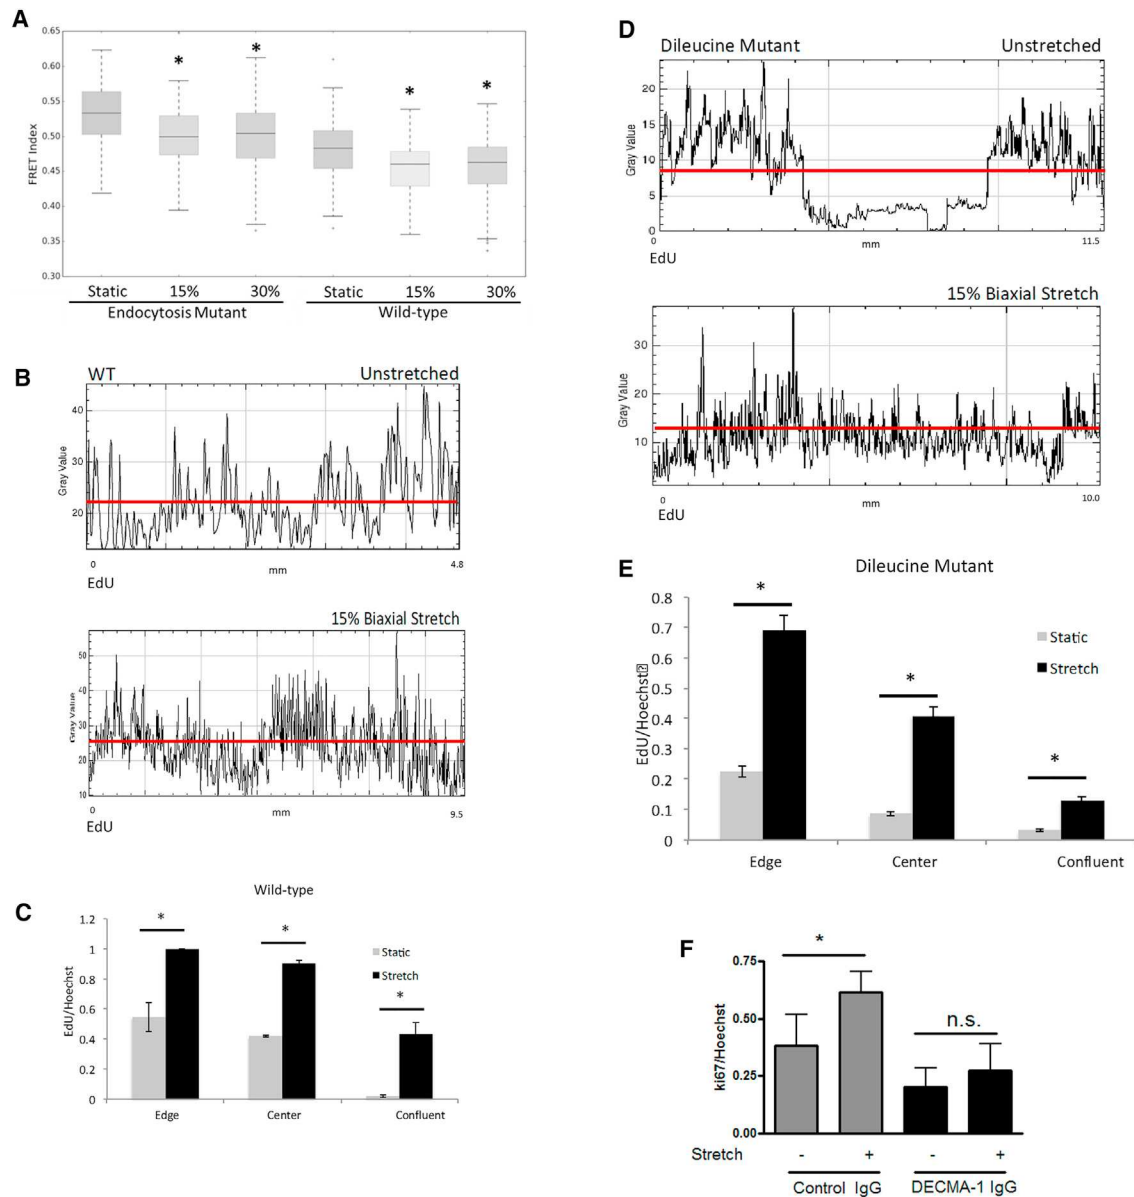 A
0.65
0.60
0.55
0.50
0.45
0.40
0.35
0.30
FRET Index
* * * *
Static 15% 30% Static 15% 30%
Endocytosis Mutant Wild-type
B
WT Unstretched
40
30
20
Gray Value
0 mm 4.8
EdU
15% Biaxial Stretch
50
40
30
20
10
Gray Value
0 mm 9.5
EdU
C
Wild-type
1.2
1
0.8
0.6
0.4
0.2
0
EdU/Hoechst
* * *
Static
Stretch
Edge Center Confluent
D
Dileucine Mutant Unstretched
20
15
10
5
0
Gray Value
0 mm 11.5
EdU
15% Biaxial Stretch
30
20
10
Gray Value
0 mm 10.0
EdU
E
Dileucine Mutant
0.8
0.7
0.6
0.5
0.4
0.3
0.2
0.1
0
EdU/Hoechst
* * *
Static
Stretch
Edge Center Confluent
F
0.75
0.50
0.25
0.00
ki67/Hoechst
*
n.s.
Stretch - + - +
Control IgG DECMA-1 IgG